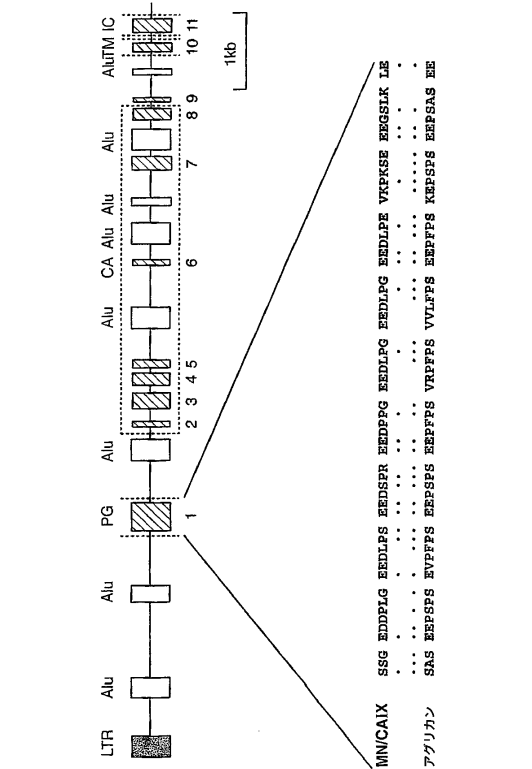 LTR Alu Alu PG Alu Alu CA Alu Alu Alu AluTM IC
1 2 3 4 5 6 7 8 9 10 11
1kb
MN/CAIX SSG EDDPLG EEDLPS EEDSPR EEDPPG EEDLPG EEDLPG EEDLPE VKPKSE EEGSLK LE
アグリカン SAS EEPSPS EVPFPS EEPSPS EEPFPS VRPFPS VVLFPS EEPFPS KEPSPS EEPSAS EE